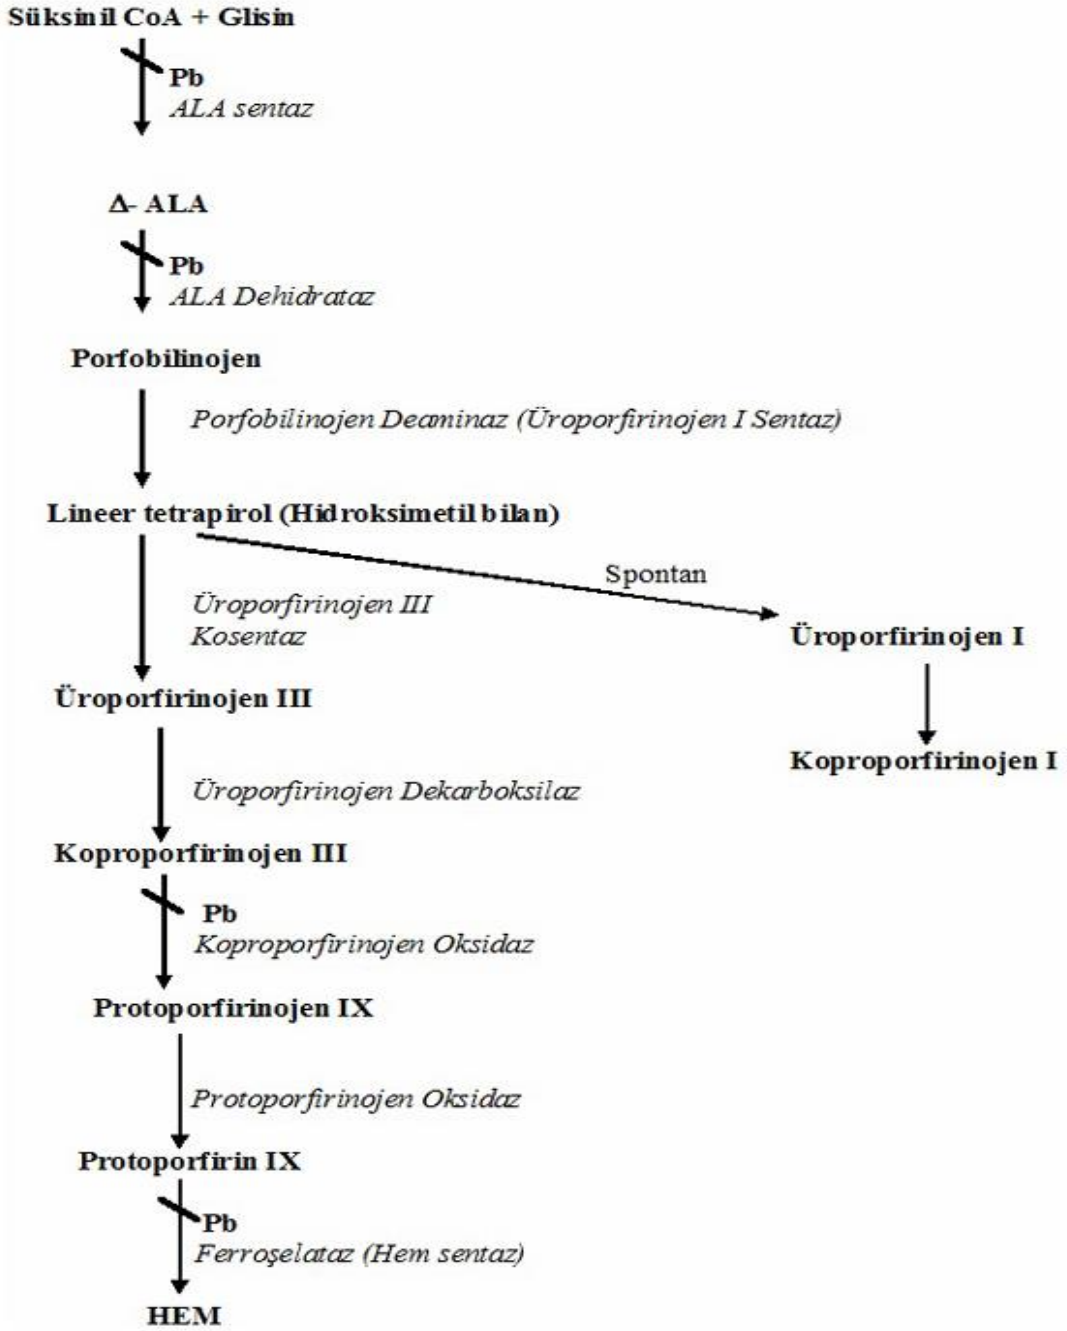 Süksinil CoA + Glisin
Pb
ALA sentaz
Δ- ALA
Pb
ALA Dehidrataz
Porfobilinojen
Porfobilinojen Deaminaz (Üroporfirinojen I Sentaz)
Lineer tetrapirol (Hidroksimetil bilan)
Spontan
Üroporfirinojen III
Kosentaz
Üroporfirinojen I
Üroporfirinojen III
Koproporfirinojen I
Üroporfirinojen Dekarboksilaz
Koproporfirinojen III
Pb
Koproporfirinojen Oksidaz
Protoporfirinojen IX
Protoporfirinojen Oksidaz
Protoporfirin IX
Pb
Ferroşelataz (Hem sentaz)
HEM